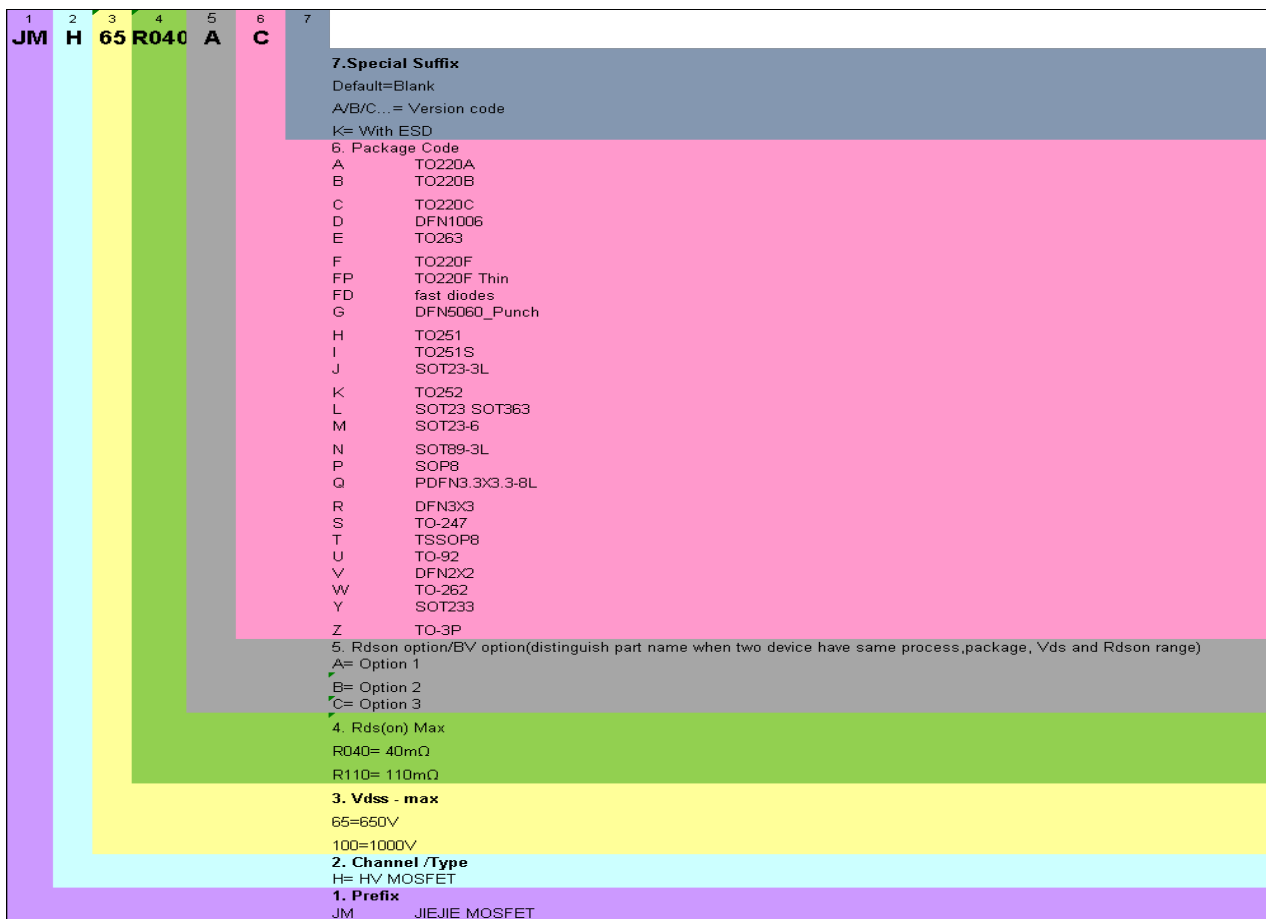 1 2 3 4 5 6 7
JM H 65 R040 A C
7.Special Suffix
Default=Blank
A/B/C...= Version code
K= With ESD
6. Package Code
A TO220A
B TO220B
C TO220C
D DFN1006
E TO263
F TO220F
FP TO220F Thin
FD fast diodes
G DFN5060_Punch
H TO251
I TO251S
J SOT23-3L
K TO252
L SOT23 SOT363
M SOT23-6
N SOT89-3L
P SOP8
Q PDFN3.3X3.3-8L
R DFN3X3
S TO-247
T TSSOP8
U TO-92
V DFN2X2
W TO-262
Y SOT233
Z TO-3P
5. Rdson option/BV option(distinguish part name when two device have same process,package, Vds and Rdson range)
A= Option 1
B= Option 2
C= Option 3
4. Rds(on) Max
R040= 40mΩ
R110= 110mΩ
3. Vdss - max
65=650V
100=1000V
2. Channel /Type
H= HV MOSFET
1. Prefix
JM JIEJIE MOSFET